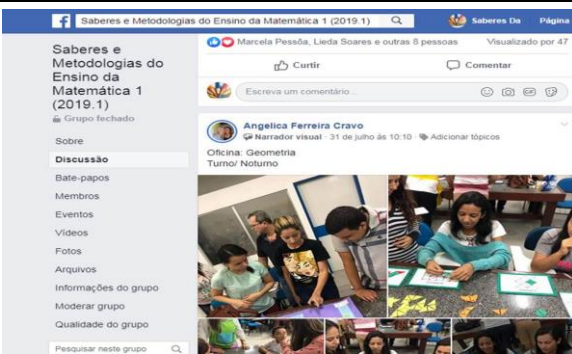 Saberes e Metodologias do Ensino da Matemática 1 (2019.1)
Saberes Da
Página
Saberes e
Metodologias do
Ensino da
Matemática 1
(2019.1)
Grupo fechado
Sobre
Discussão
Bate-papos
Membros
Eventos
Vídeos
Fotos
Arquivos
Informações do grupo
Moderar grupo
Qualidade do grupo
Pesquisar neste grupo
Marcela Pessôa, Lieda Soares e outras 8 pessoas
Visualizado por 47
Curtir
Comentar
Escreva um comentário...
Angelica Ferreira Cravo
Narrador visual · 31 de julho às 10:10 · Adicionar tópicos
Oficina: Geometria
Turno/ Noturno